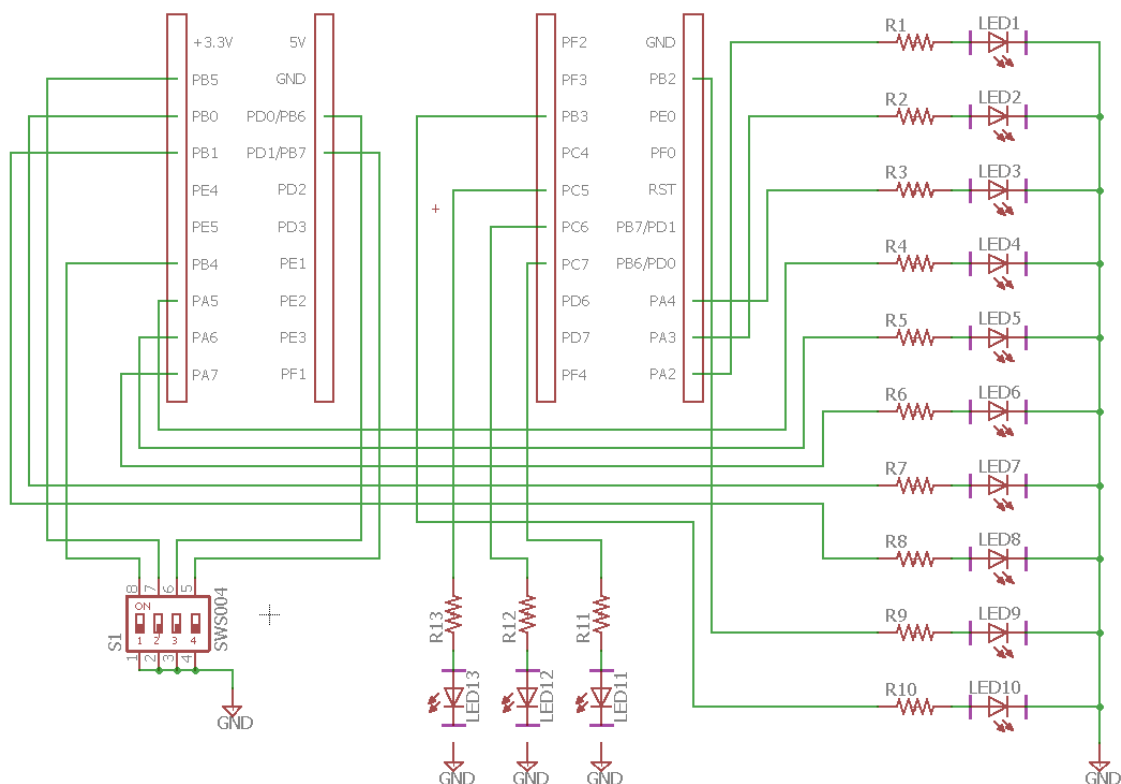 +3.3V 5V
PB5 GND
PB0 PD0/PB6
PB1 PD1/PB7
PE4 PD2
PE5 PD3
PB4 PE1
PA5 PE2
PA6 PE3
PA7 PF1
PF2 GND
PF3 PB2
PB3 PE0
PC4 PF0
PC5 RST
PC6 PB7/PD1
PC7 PB6/PD0
PD6 PA4
PD7 PA3
PF4 PA2
R1 LED1
R2 LED2
R3 LED3
R4 LED4
R5 LED5
R6 LED6
R7 LED7
R8 LED8
R9 LED9
R10 LED10
8 7 6 5
ON
1 2 3 4
1 2 3 4
S1
SWS004
GND
R13
R12
R11
LED13
LED12
LED11
GND
GND
GND
GND